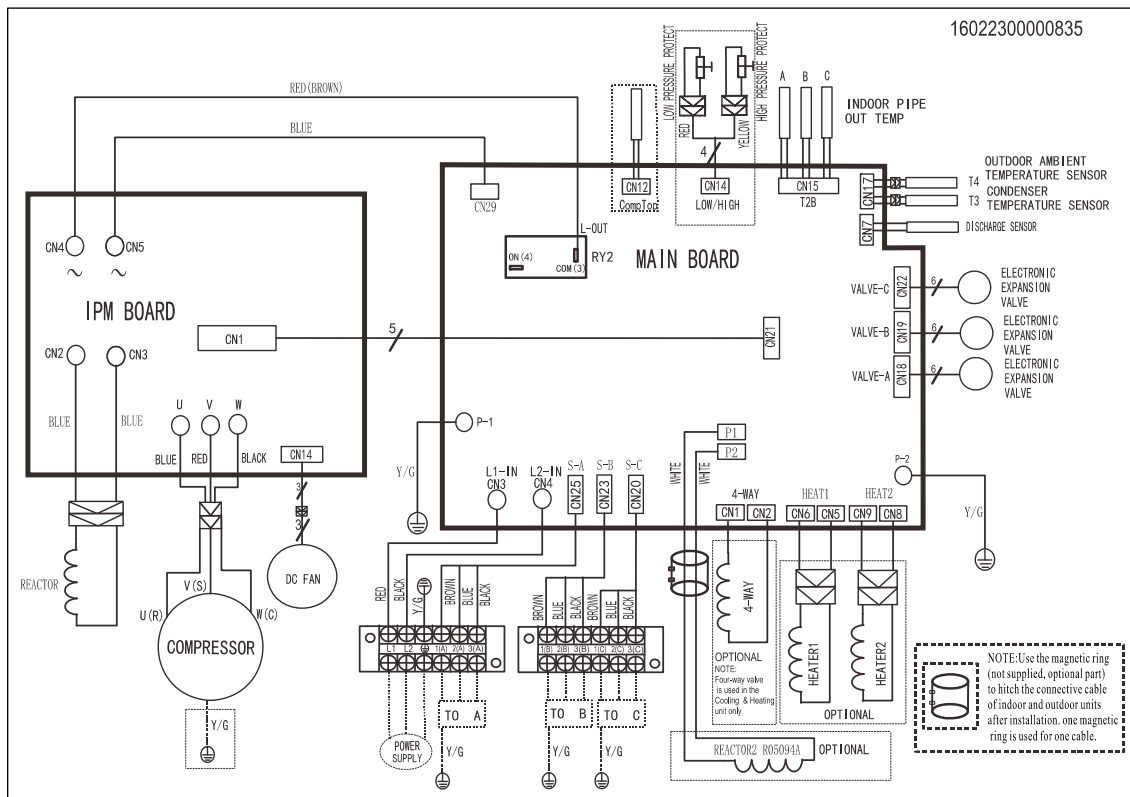 16022300000835
LOW PRESSURE PROTECT
HIGH PRESSURE PROTECT
RED
YELLOW
4
A B C
INDOOR PIPE
OUT TEMP
RED(BROWN)
BLUE
CN29
CN12
CompTop
CN14
LOW/HIGH
CN15
T2B
CN17
OUTDOOR AMBIENT
TEMPERATURE SENSOR
T4
CONDENSER
T3
TEMPERATURE SENSOR
CN7
DISCHARGE SENSOR
CN4
CN5
~ ~
L-OUT
ON(4)
COM(3)
RY2
MAIN BOARD
IPM BOARD
CN1
5
CN21
VALVE-C
CN22
6
ELECTRONIC
EXPANSION
VALVE
VALVE-B
CN19
6
ELECTRONIC
EXPANSION
VALVE
VALVE-A
CN18
6
ELECTRONIC
EXPANSION
VALVE
CN2
CN3
BLUE
BLUE
U V W
BLUE RED BLACK
CN14
3
3
DC FAN
REACTOR
V(S)
U(R)
W(C)
COMPRESSOR
Y/G
P-1
Y/G
L1-IN
CN3
L2-IN
CN4
S-A
CN25
S-B
CN23
S-C
CN20
P1
P2
WHITE
WHITE
4-WAY
CN1 CN2
HEAT1
CN6 CN5
HEAT2
CN9 CN8
P-2
Y/G
RED
BLACK
Y/G
BROWN
BLUE
BLACK
BROWN
BLUE
BLACK
BROWN
BLUE
BLACK
L1 L2 1(A) 2(A) 3(A)
1(B) 2(B) 3(B) 1(C) 2(C) 3(C)
TO A
TO B
TO C
POWER
SUPPLY
Y/G
Y/G
Y/G
4-WAY
OPTIONAL
NOTE:
Four-way valve
is used in the
Cooling & Heating
unit only
HEATER1
HEATER2
OPTIONAL
REACTOR2 R05094A
OPTIONAL
NOTE:Use the magnetic ring
(not supplied, optional part)
to hitch the connective cable
of indoor and outdoor units
after installation. one magnetic
ring is used for one cable.